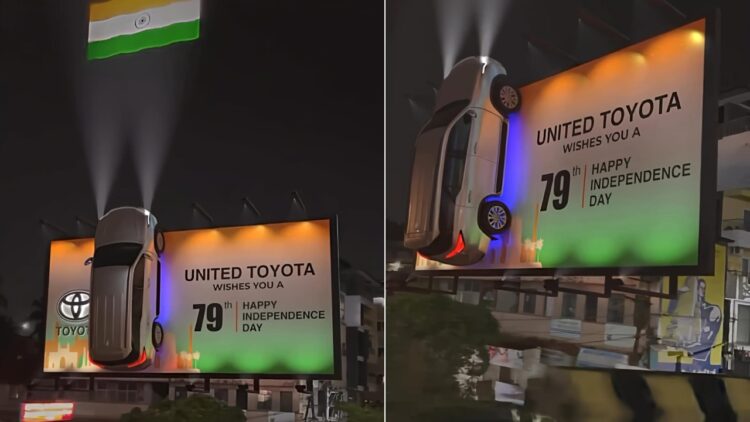 UNITED TOYOTA
WISHES YOU A
79th
HAPPY
INDEPENDENCE
DAY
TOYOTA
UNITED TOYOTA
WISHES YOU A
79th
HAPPY
INDEPENDENCE
DAY